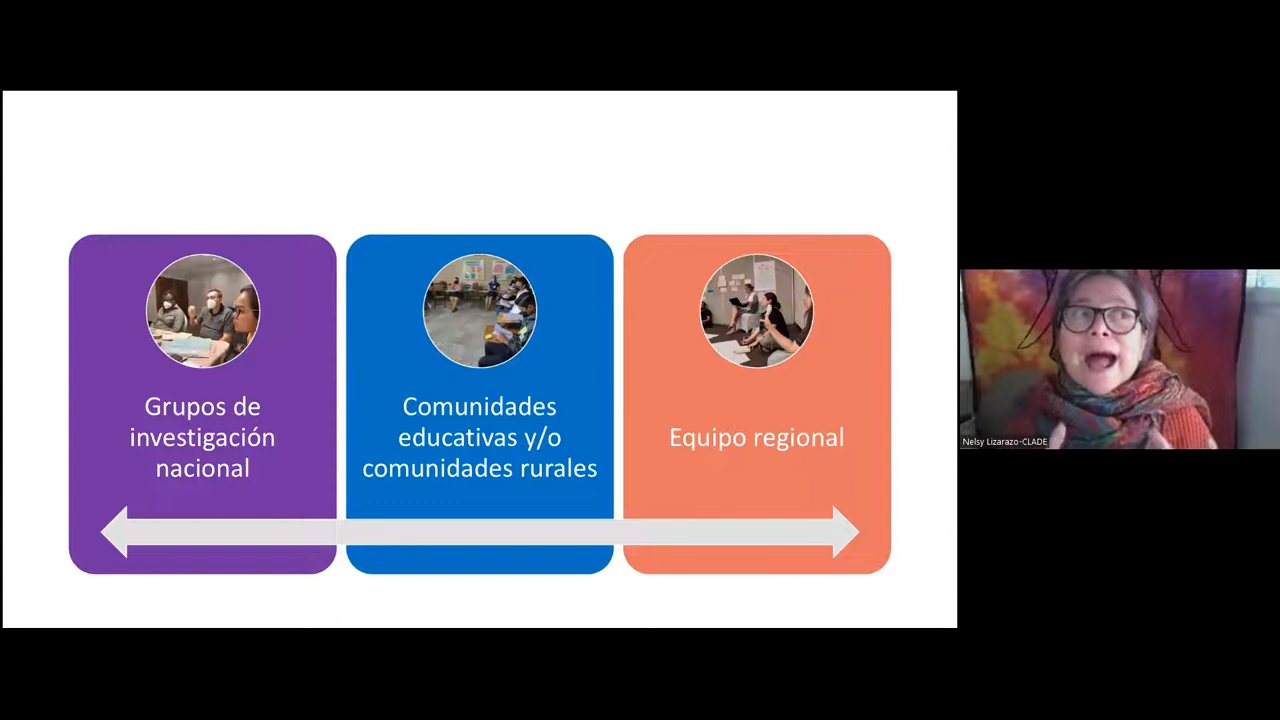 Grupos de
investigación
nacional
Comunidades
educativas y/o
comunidades rurales
Equipo regional
Nelsy Lizarazo-CLADE